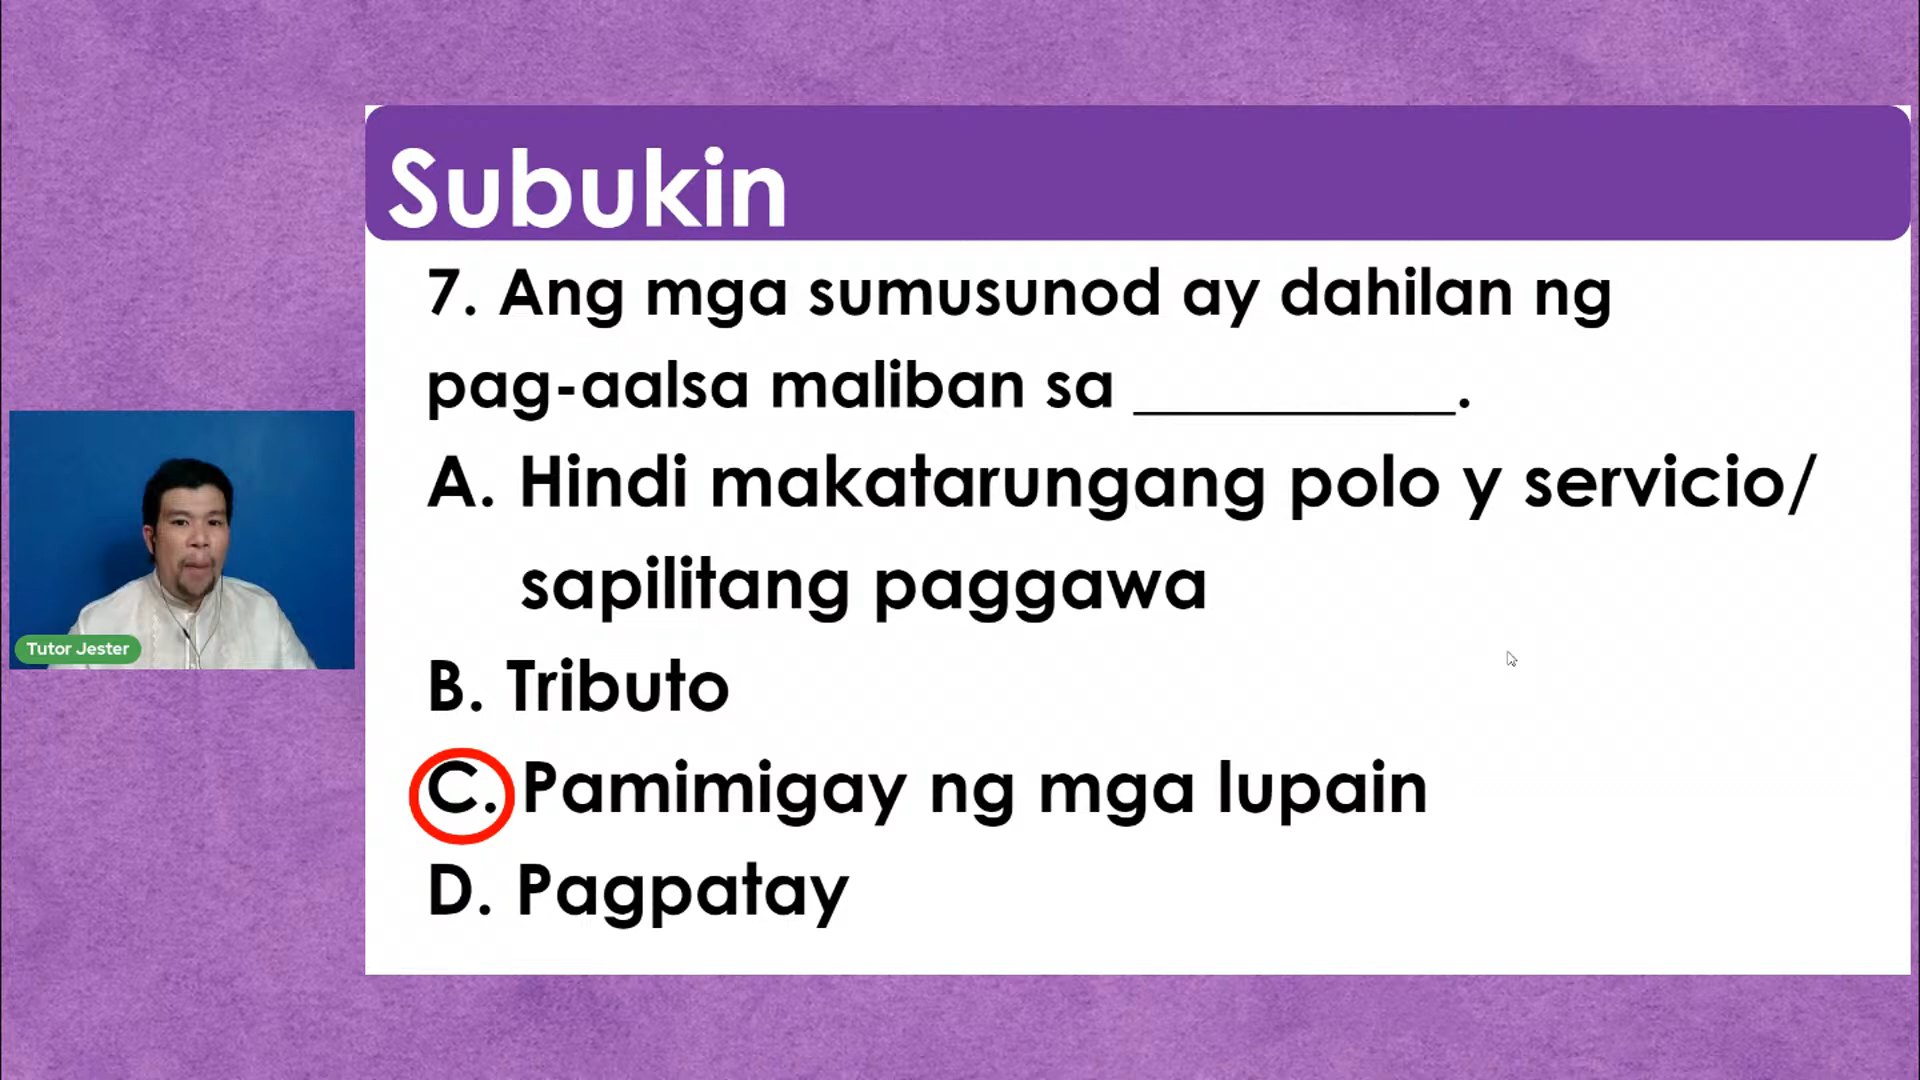 Subukin
7. Ang mga sumusunod ay dahilan ng
pag-aalsa maliban sa __________.
A. Hindi makatarungang polo y servicio/
sapilitang paggawa
B. Tributo
C. Pamimigay ng mga lupain
D. Pagpatay
Tutor Jester